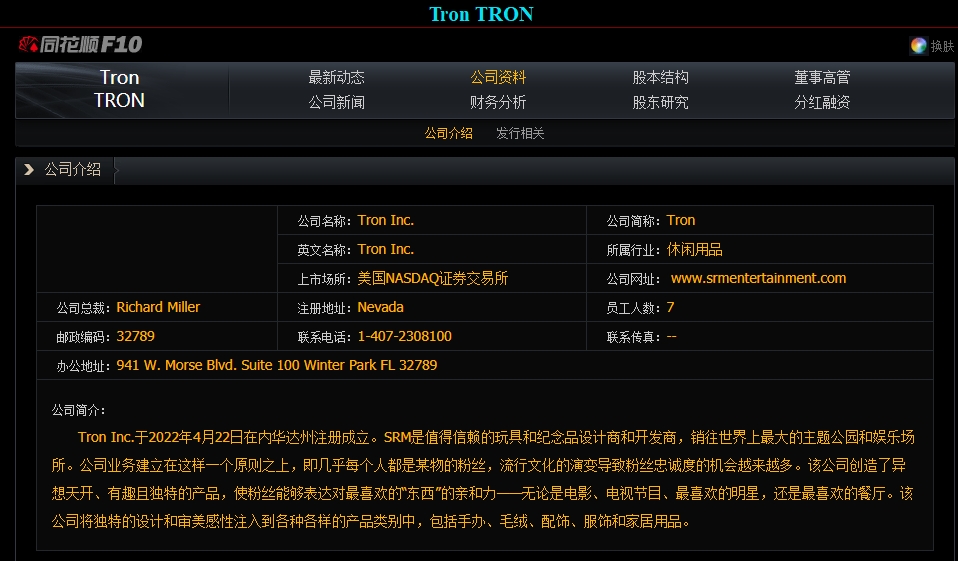 Tron TRON
同花顺F10
换肤
Tron
TRON
最新动态 公司资料 股本结构 董事高管
公司新闻 财务分析 股东研究 分红融资
公司介绍 发行相关
公司介绍
公司名称: Tron Inc. 公司简称: Tron
英文名称: Tron Inc. 所属行业: 休闲用品
上市场所: 美国NASDAQ证券交易所 公司网址: www.srmentertainment.com
公司总裁: Richard Miller 注册地址: Nevada 员工人数: 7
邮政编码: 32789 联系电话: 1-407-2308100 联系传真: --
办公地址: 941 W. Morse Blvd. Suite 100 Winter Park FL 32789
公司简介:
Tron Inc.于2022年4月22日在内华达州注册成立。SRM是值得信赖的玩具和纪念品设计商和开发商，销往世界上最大的主题公园和娱乐场
所。公司业务建立在这样一个原则之上，即几乎每个人都是某物的粉丝，流行文化的演变导致粉丝忠诚度的机会越来越多。该公司创造了异
想天开、有趣且独特的产品，使粉丝能够表达对最喜欢的“东西”的亲和力——无论是电影、电视节目、最喜欢的明星，还是最喜欢的餐厅。该
公司将独特的设计和审美感性注入到各种各样的产品类别中，包括手办、毛绒、配饰、服饰和家居用品。